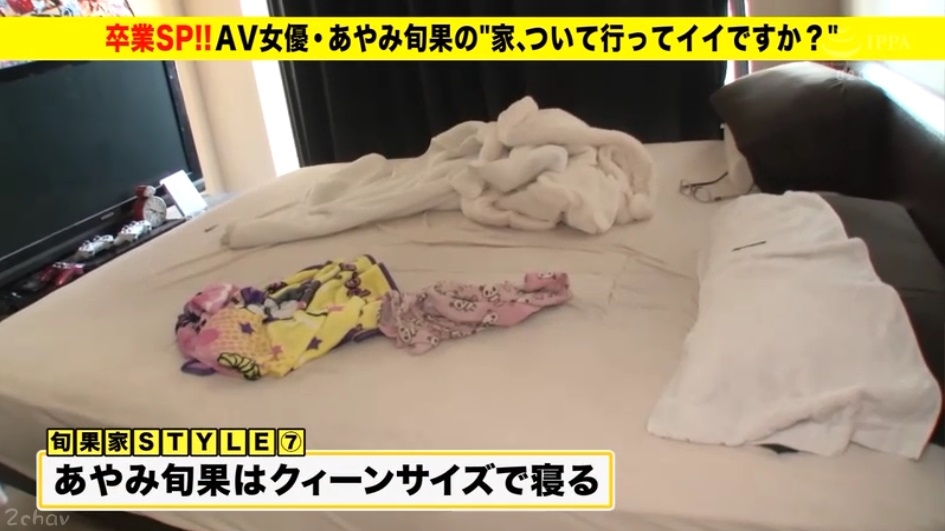 卒業SP!!AV女優・あやみ旬果の"家、ついて行ってイイですか？"
IPPA
旬果家STYLE⑦
あやみ旬果はクィーンサイズで寝る
2chav